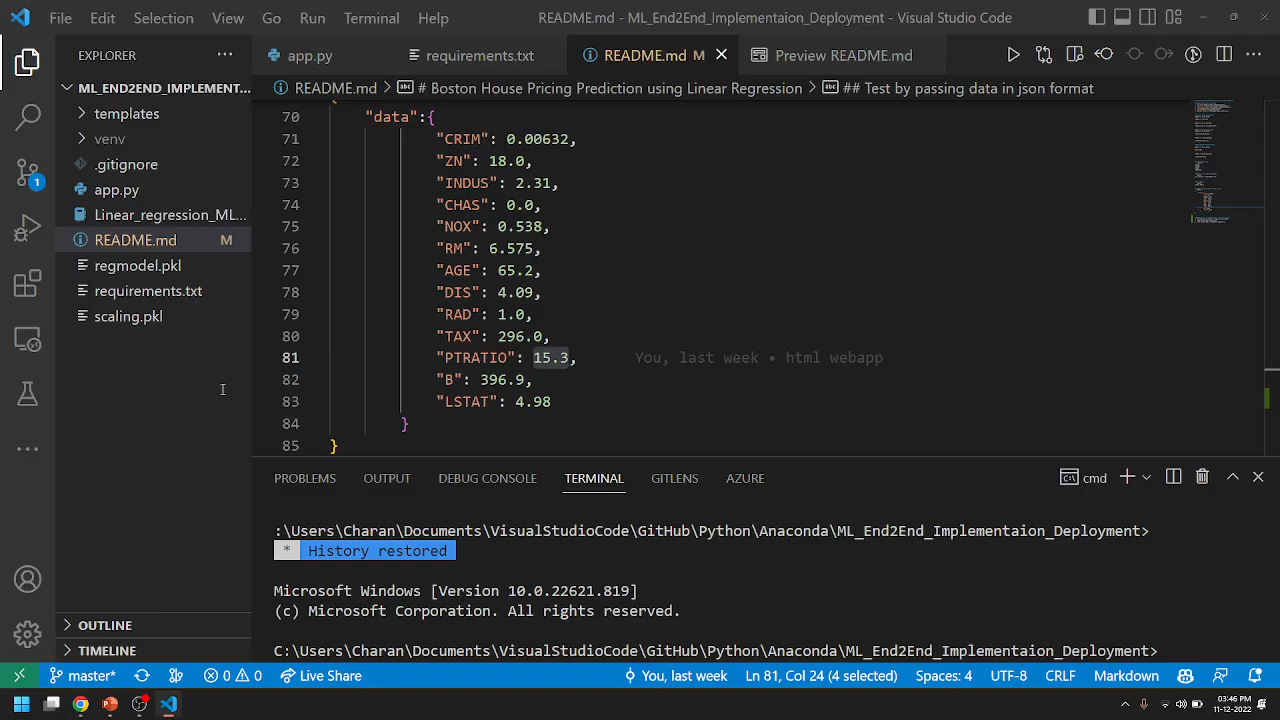 File Edit Selection View Go Run Terminal Help README.md - ML_End2End_Implementaion_Deployment - Visual Studio Code
EXPLORER ...
app.py requirements.txt README.md M Preview README.md
ML_END2END_IMPLEMENT...
README.md > # Boston House Pricing Prediction using Linear Regression > ## Test by passing data in json format
templates
venv
.gitignore
app.py
Linear_regression_ML...
README.md M
regmodel.pkl
requirements.txt
scaling.pkl
OUTLINE
TIMELINE
70 "data":{
71 "CRIM": 0.00632,
72 "ZN": 18.0,
73 "INDUS": 2.31,
74 "CHAS": 0.0,
75 "NOX": 0.538,
76 "RM": 6.575,
77 "AGE": 65.2,
78 "DIS": 4.09,
79 "RAD": 1.0,
80 "TAX": 296.0,
81 "PTRATIO": 15.3, You, last week • html webapp
82 "B": 396.9,
83 "LSTAT": 4.98
84 }
85 }
PROBLEMS OUTPUT DEBUG CONSOLE TERMINAL GITLENS AZURE cmd
:\Users\Charan\Documents\VisualStudioCode\GitHub\Python\Anaconda\ML_End2End_Implementaion_Deployment>
* History restored
Microsoft Windows [Version 10.0.22621.819]
(c) Microsoft Corporation. All rights reserved.
C:\Users\Charan\Documents\VisualStudioCode\GitHub\Python\Anaconda\ML_End2End_Implementaion_Deployment>
1
master* 0 0 Live Share You, last week Ln 81, Col 24 (4 selected) Spaces: 4 UTF-8 CRLF Markdown
03:46 PM
11-12-2022